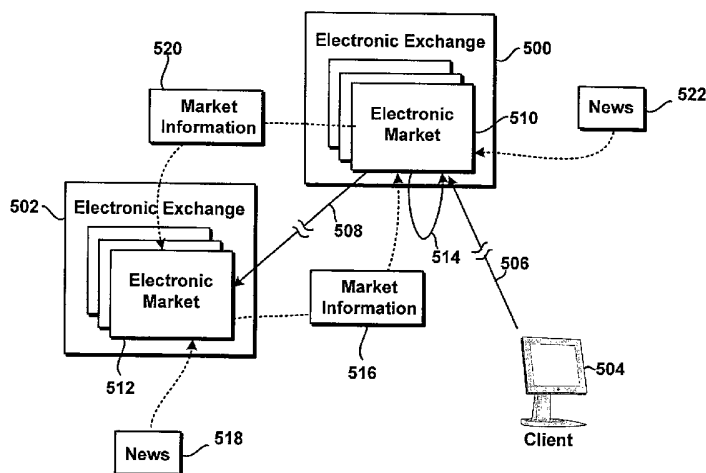 520
Electronic Exchange
500
Market
Information
Electronic
Market
510
News
522
502
Electronic Exchange
508
514
506
Electronic
Market
Market
Information
512
516
504
Client
News
518